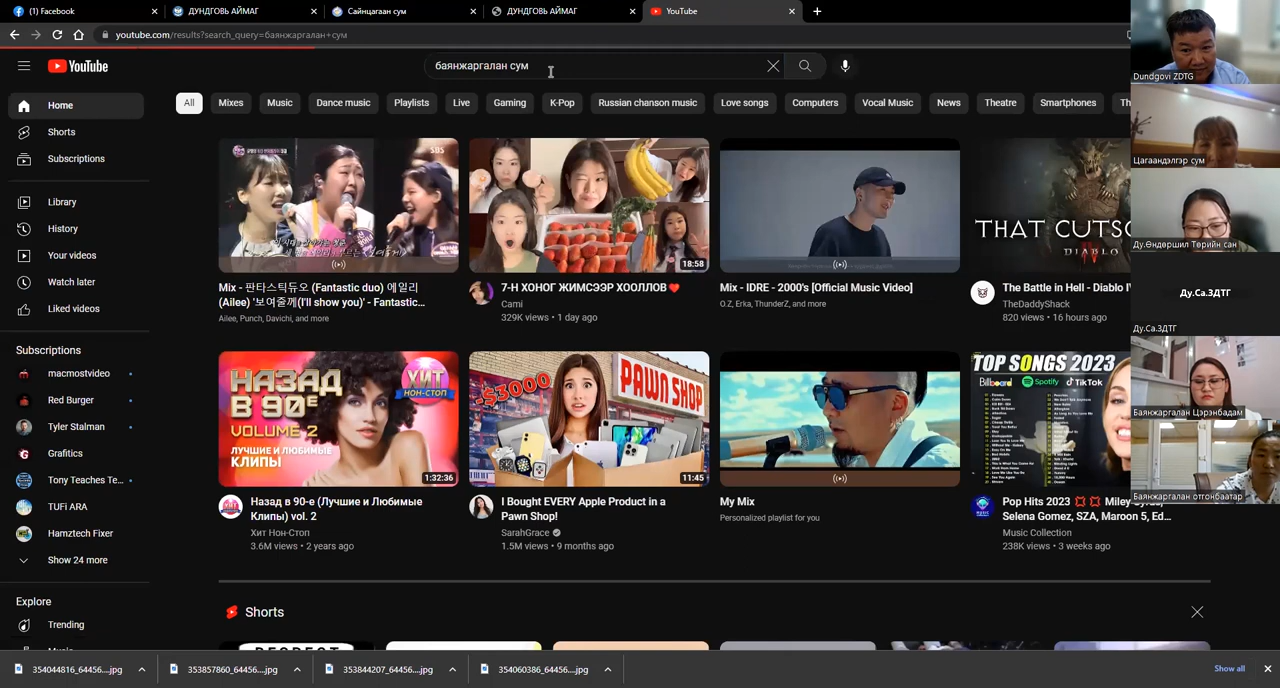 (1) Facebook
ДУНДГОВЬ АЙМАГ
Сайнцагаан сум
ДУНДГОВЬ АЙМАГ
YouTube
youtube.com/results?search_query=баянжаргалан+сум
YouTube
баянжаргалан сум
All
Mixes
Music
Dance music
Playlists
Live
Gaming
K-Pop
Russian chanson music
Love songs
Computers
Vocal Music
News
Theatre
Smartphones
Home
Shorts
Subscriptions
Library
History
Your videos
Watch later
Liked videos
Subscriptions
macmostvideo
Red Burger
Tyler Stalman
Grafitics
Tony Teaches Te...
TUFi ARA
Hamztech Fixer
Show 24 more
Explore
Trending
SBS
18:58
THAT CUTSC
DIABLO
Mix - 판타스틱듀오 (Fantastic duo) 에일리
(Ailee) '보여줄께(I'll show you)' - Fantastic...
Ailee, Punch, Davichi, and more
7-Н ХОНОГ ЖИМСЭЭР ХООЛЛОВ❤️
Cami
329K views • 1 day ago
Mix - IDRE - 2000's [Official Music Video]
O.Z, Erka, ThunderZ, and more
The Battle in Hell - Diablo IV
TheDaddyShack
820 views • 16 hours ago
НАЗАД
В 90Е
VOLUME 2
ЛУЧШИЕ И ЛЮБИМЫЕ
КЛИПЫ
ХИТ
НОН-СТОП
1:32:36
-$3000
PAWN SHOP
11:45
TOP SONGS 2023
Billboard
Spotify
TikTok
Назад в 90-е (Лучшие и Любимые
Клипы) vol. 2
Хит Нон-Стоп
3.6M views • 2 years ago
I Bought EVERY Apple Product in a
Pawn Shop!
SarahGrace
1.5M views • 9 months ago
My Mix
Personalized playlist for you
Pop Hits 2023 💢 💢 Miley
Selena Gomez, SZA, Maroon 5, Ed...
Music Collection
238K views • 3 weeks ago
Shorts
354044816_64456....jpg
353857860_64456....jpg
353844207_64456....jpg
354060386_64456....jpg
Show all
Dundgovi ZDTG
Цагаандэлгэр сум
Ду.Өндөршил Төрийн сан
Ду.Са.ЗДТГ
Ду.Са.ЗДТГ
Баянжаргалан Цэрэнбадам
Баянжаргалан отгонбаатар